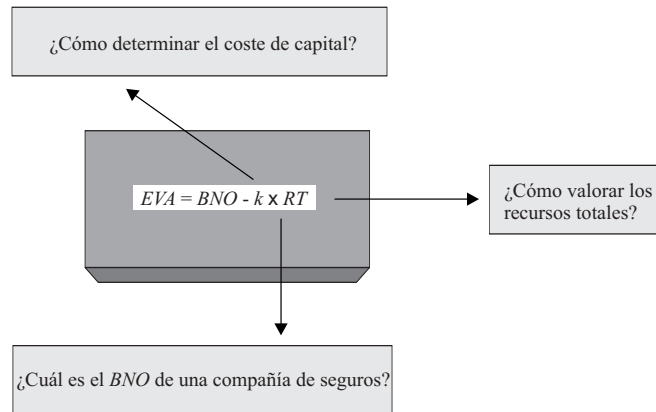 ¿Cómo determinar el coste de capital?
EVA = BNO - k x RT
¿Cómo valorar los
recursos totales?
¿Cuál es el BNO de una compañía de seguros?